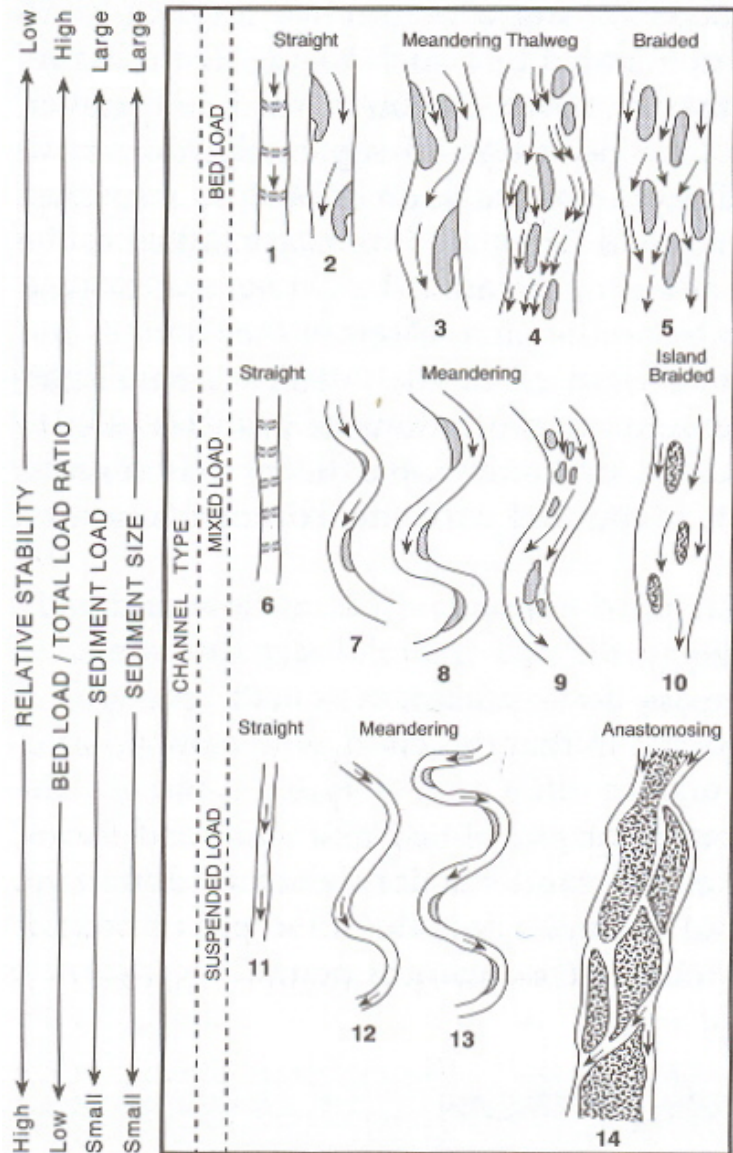 Low
RELATIVE STABILITY
High
High
BED LOAD / TOTAL LOAD RATIO
Low
Large
SEDIMENT LOAD
Small
Large
SEDIMENT SIZE
Small
CHANNEL TYPE
BED LOAD
Straight
Meandering Thalweg
Braided
1
2
3
4
5
MIXED LOAD
Straight
Meandering
Island
Braided
6
7
8
9
10
SUSPENDED LOAD
Straight
Meandering
Anastomosing
11
12
13
14